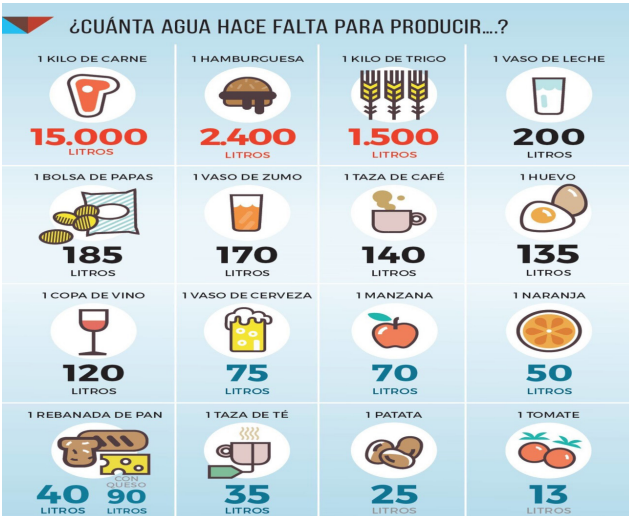 ¿CUÁNTA AGUA HACE FALTA PARA PRODUCIR....?
1 KILO DE CARNE
15.000
LITROS
1 HAMBURGUESA
2.400
LITROS
1 KILO DE TRIGO
1.500
LITROS
1 VASO DE LECHE
200
LITROS
1 BOLSA DE PAPAS
185
LITROS
1 VASO DE ZUMO
170
LITROS
1 TAZA DE CAFÉ
140
LITROS
1 HUEVO
135
LITROS
1 COPA DE VINO
120
LITROS
1 VASO DE CERVEZA
75
LITROS
1 MANZANA
70
LITROS
1 NARANJA
50
LITROS
1 REBANADA DE PAN
40
LITROS
CON
QUESO
90
LITROS
1 TAZA DE TÉ
35
LITROS
1 PATATA
25
LITROS
1 TOMATE
13
LITROS